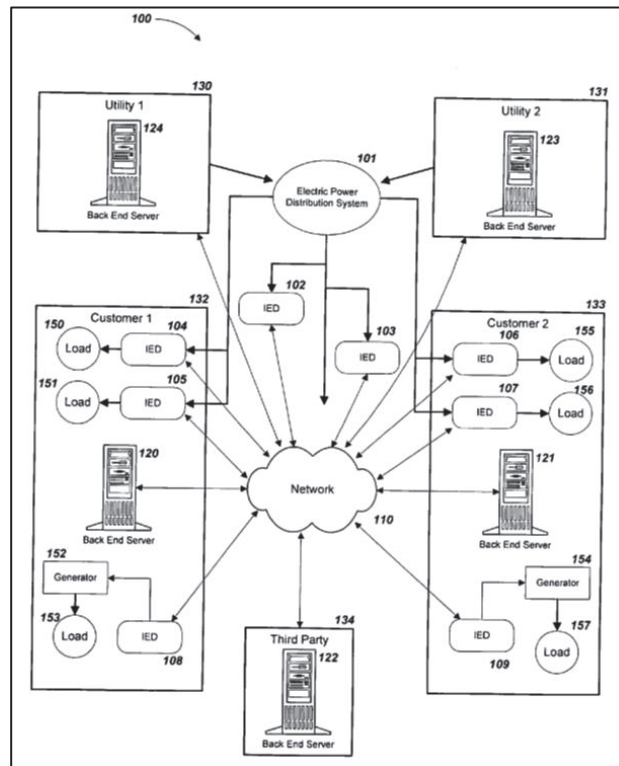 100
130
131
Utility 1
Utility 2
124
101
123
Electric Power
Distribution System
Back End Server
Back End Server
102
132
IED
103
133
Customer 1
Customer 2
150
104
IED
106
155
Load
IED
IED
Load
151
105
107
156
Load
IED
IED
Load
120
121
Network
110
Back End Server
Back End Server
152
154
Generator
134
Generator
153
Third Party
157
Load
IED
122
IED
Load
108
109
Back End Server